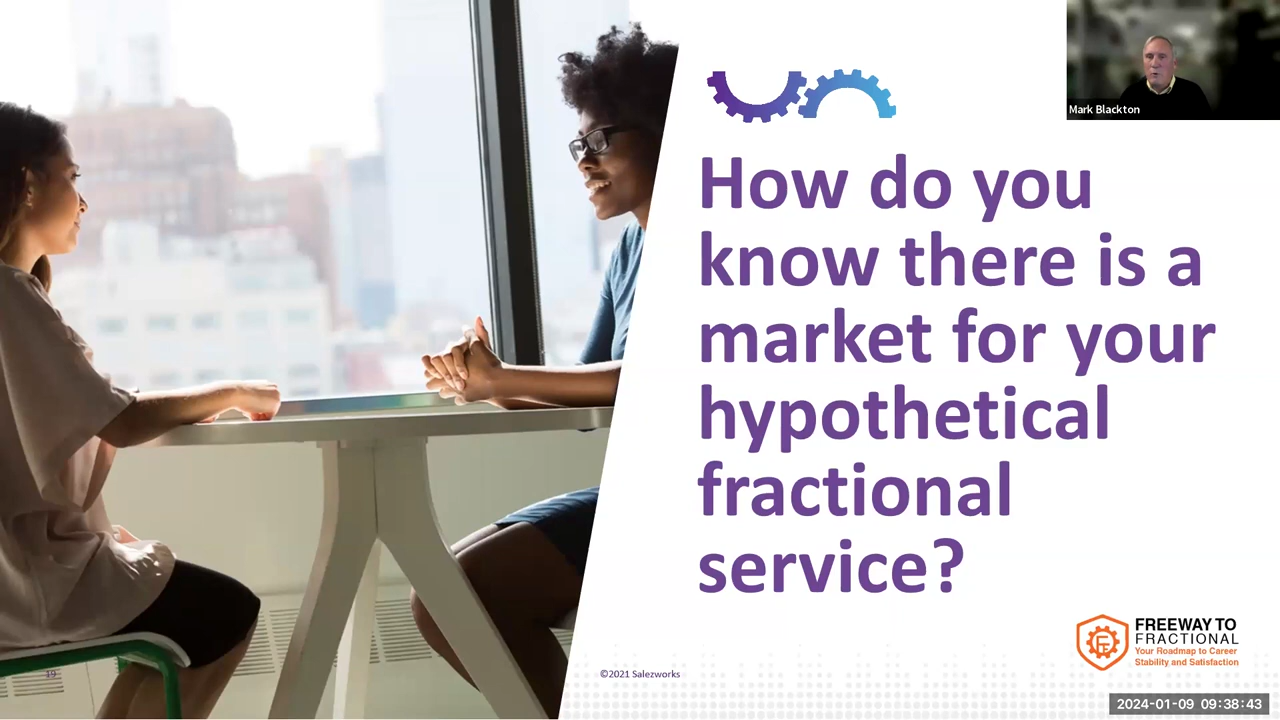 Mark Blackton
How do you
know there is a
market for your
hypothetical
fractional
service?
FREEWAY TO
FRACTIONAL
Your Roadmap to Career
Stability and Satisfaction
19
©2021 Salezworks
2024-01-09 09:38:43